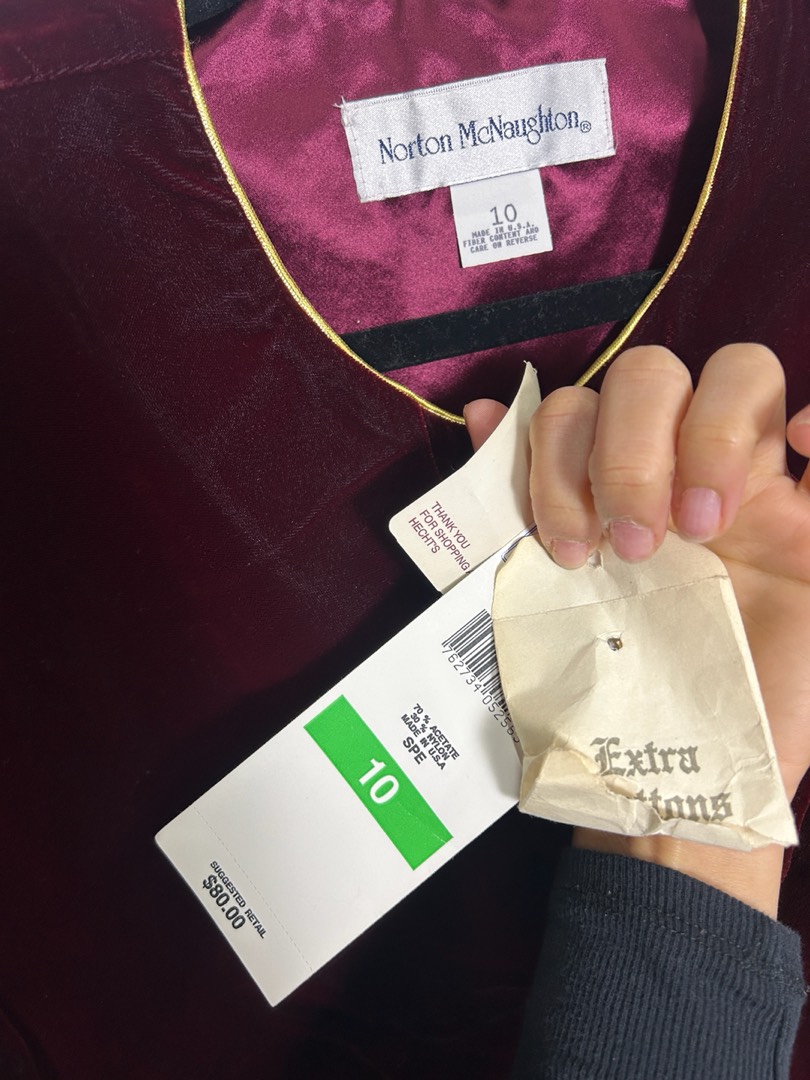 Norton McNaughton®
10
MADE IN U.S.A.
FIBER CONTENT AND
CARE ON REVERSE
THANK YOU
FOR SHOPPING
HECHT'S
70 % ACETATE
30 % NYLON
MADE IN U.S.A
SPE
10
SUGGESTED RETAIL
$80.00
Extra